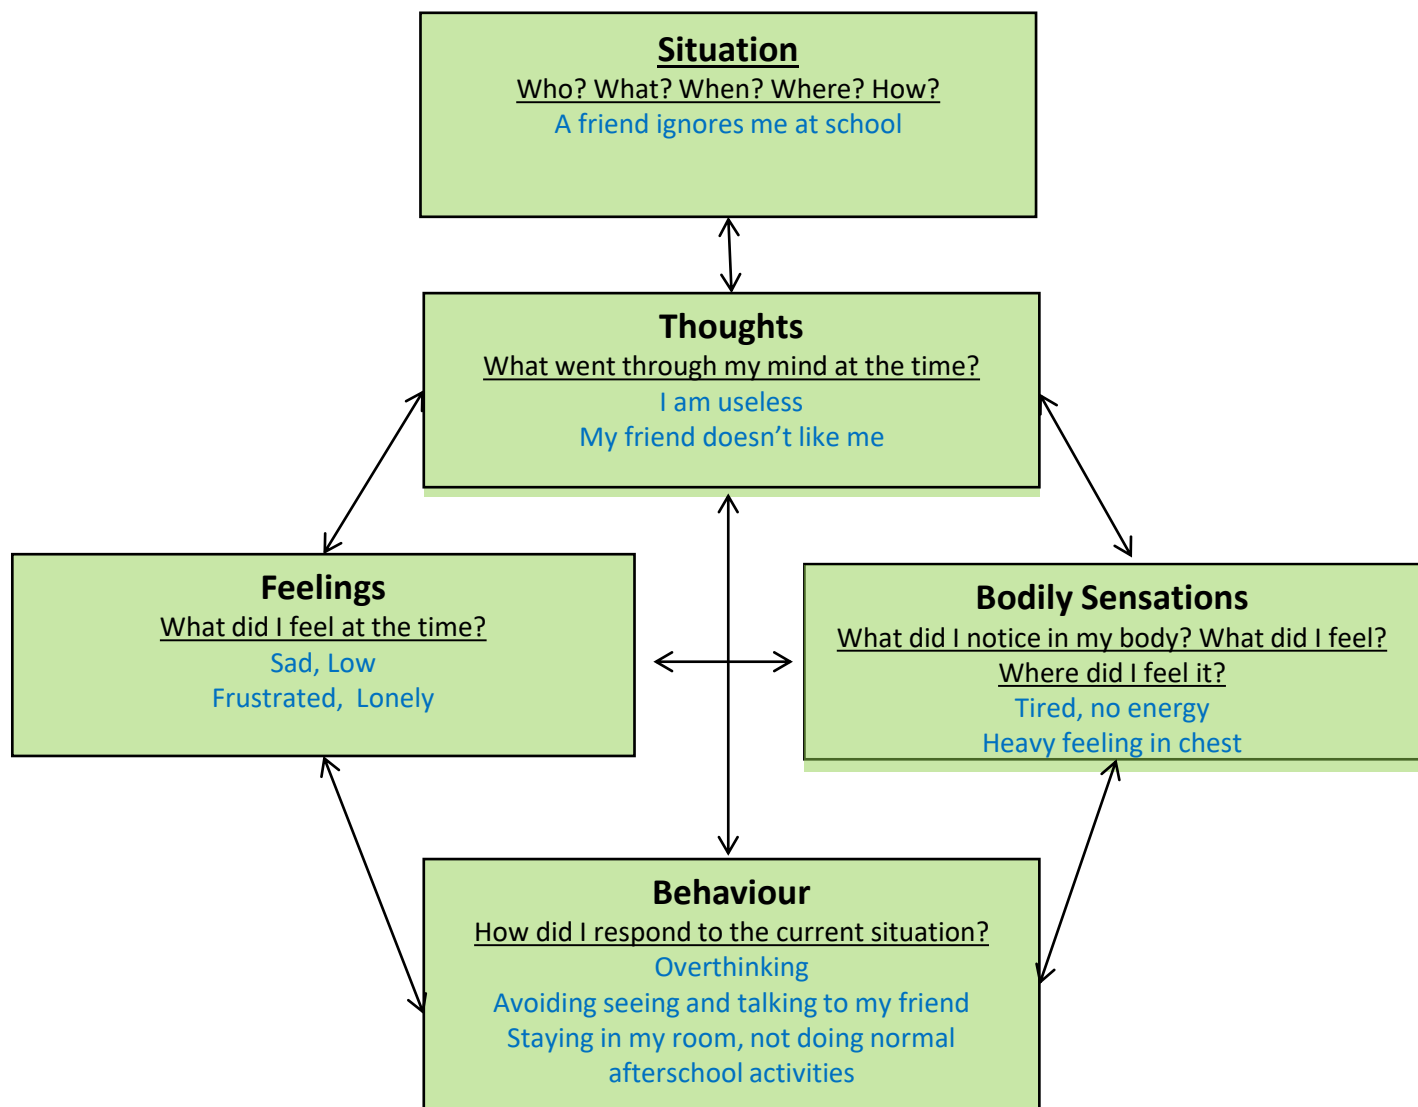 Situation
Who? What? When? Where? How?
A friend ignores me at school
Thoughts
What went through my mind at the time?
I am useless
My friend doesn’t like me
Feelings
What did I feel at the time?
Sad, Low
Frustrated,  Lonely
Bodily Sensations
What did I notice in my body? What did I feel?
Where did I feel it?
Tired, no energy
Heavy feeling in chest
Behaviour
How did I respond to the current situation?
Overthinking
Avoiding seeing and talking to my friend
Staying in my room, not doing normal
afterschool activities